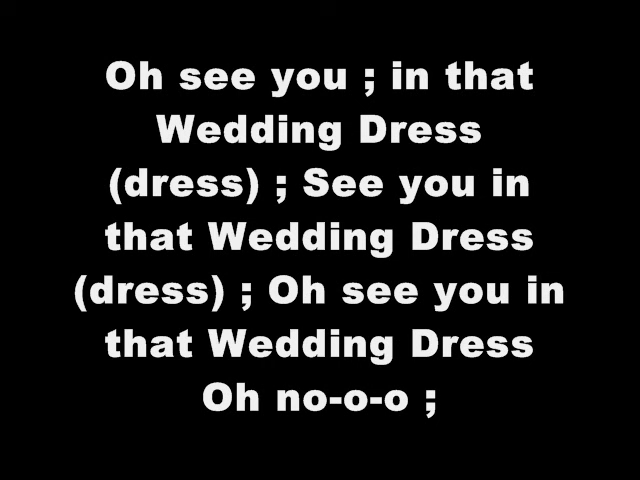 Oh see you ; in that
Wedding Dress
(dress) ; See you in
that Wedding Dress
(dress) ; Oh see you in
that Wedding Dress
Oh no-o-o ;